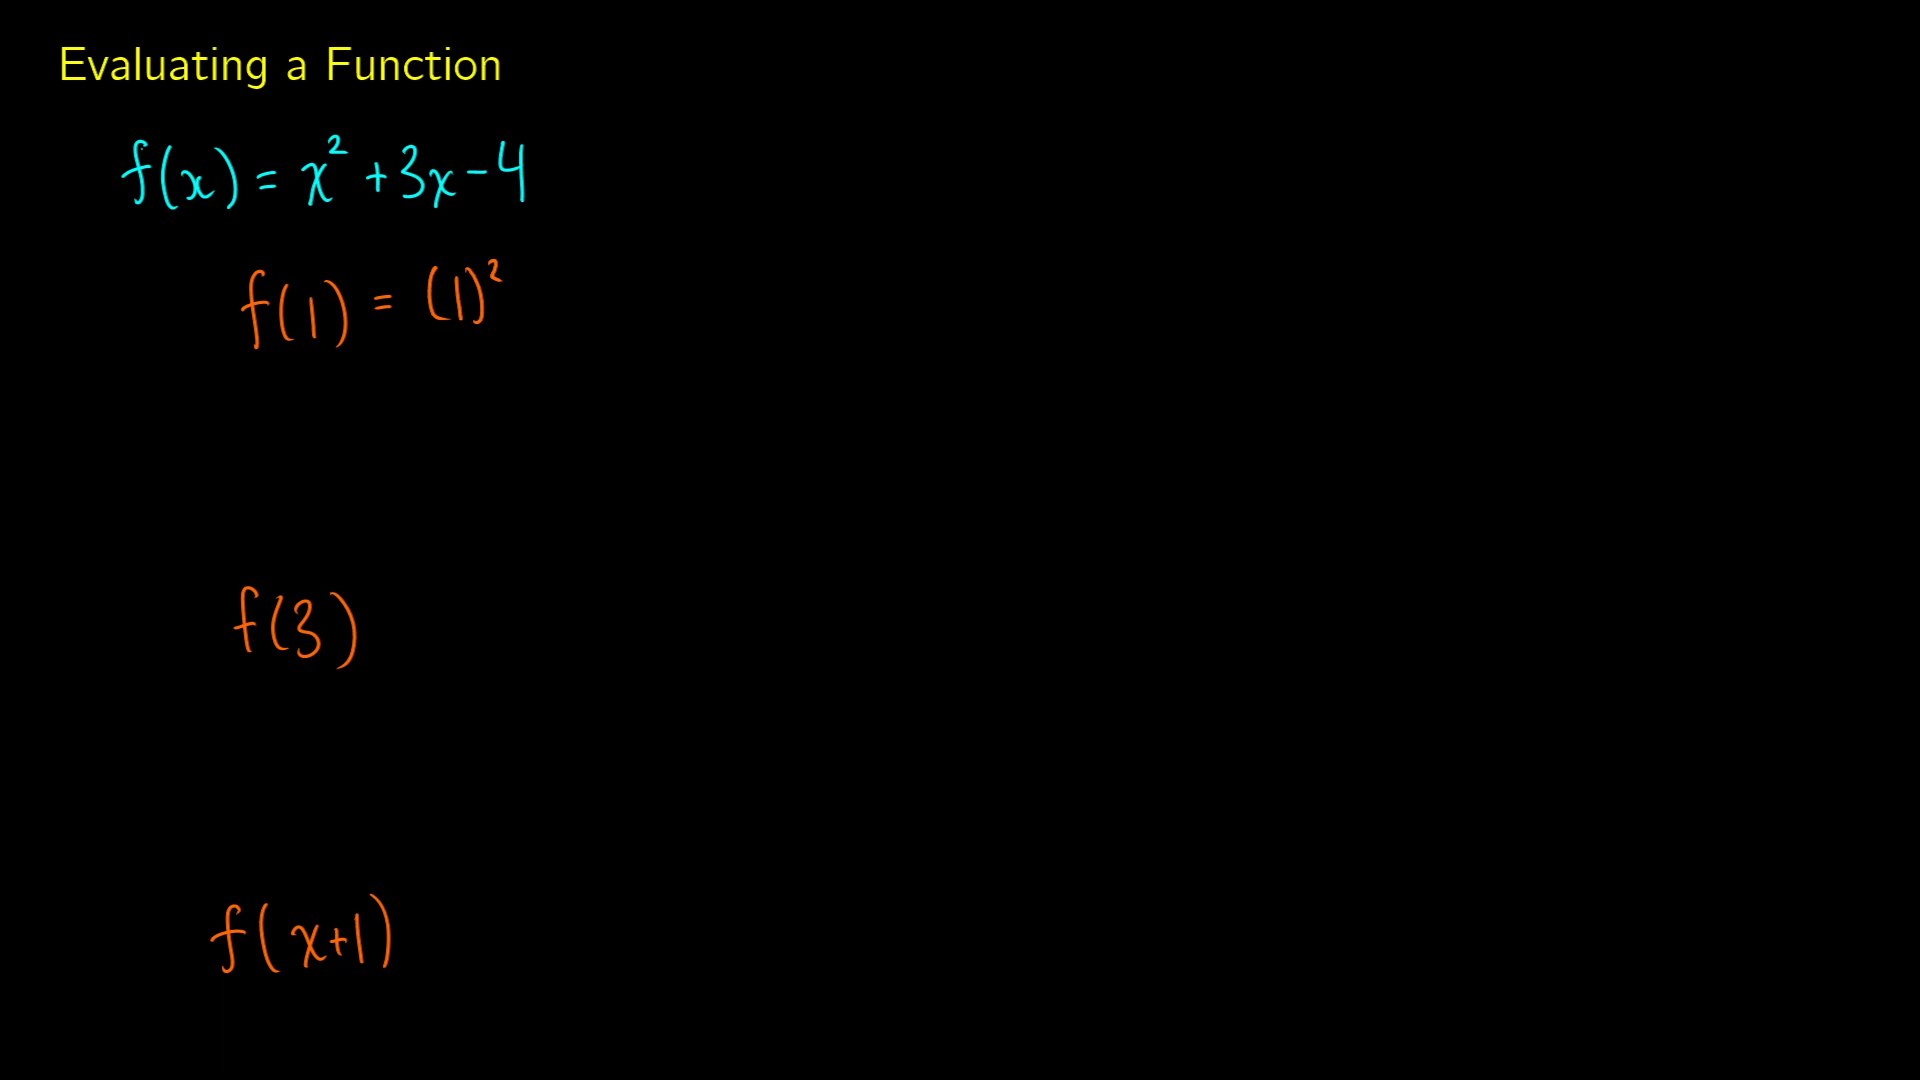 Evaluating a Function
f(x) = x² + 3x - 4
f(1) = (1)²
f(3)
f(x+1)